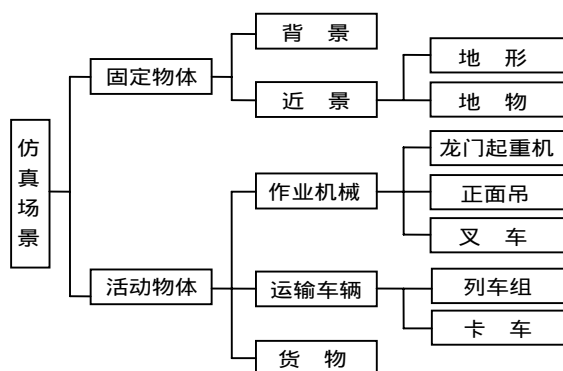 仿真场景
固定物体
背 景
近 景
地 形
地 物
活动物体
作业机械
龙门起重机
正面吊
叉 车
运输车辆
列车组
卡 车
货 物